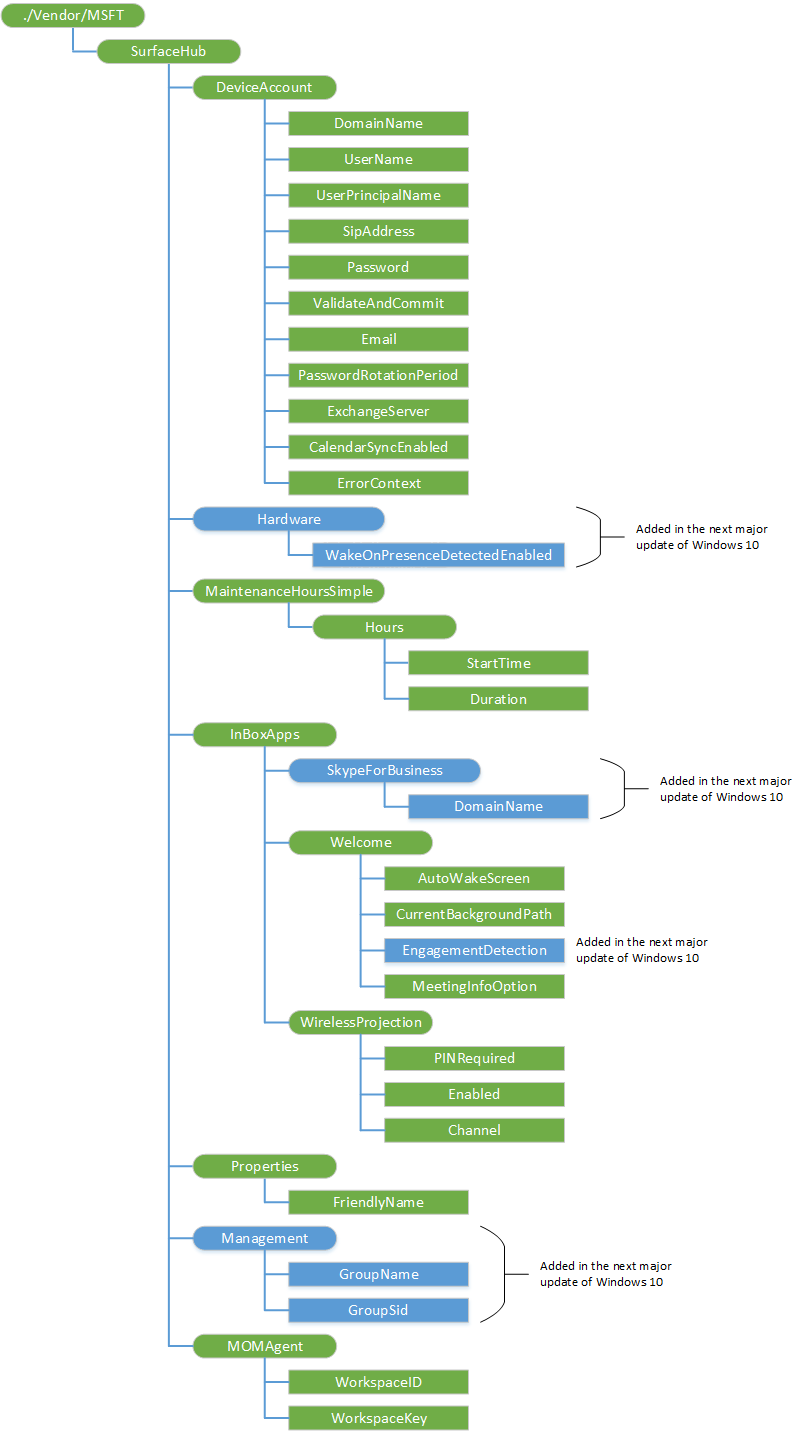 ./Vendor/MSFT
SurfaceHub
DeviceAccount
DomainName
UserName
UserPrincipalName
SipAddress
Password
ValidateAndCommit
Email
PasswordRotationPeriod
ExchangeServer
CalendarSyncEnabled
ErrorContext
Hardware
WakeOnPresenceDetectedEnabled
Added in the next major
update of Windows 10
MaintenanceHoursSimple
Hours
StartTime
Duration
InBoxApps
SkypeForBusiness
DomainName
Added in the next major
update of Windows 10
Welcome
AutoWakeScreen
CurrentBackgroundPath
EngagementDetection
Added in the next major
update of Windows 10
MeetingInfoOption
WirelessProjection
PINRequired
Enabled
Channel
Properties
FriendlyName
Management
GroupName
GroupSid
Added in the next major
update of Windows 10
MOMAgent
WorkspaceID
WorkspaceKey